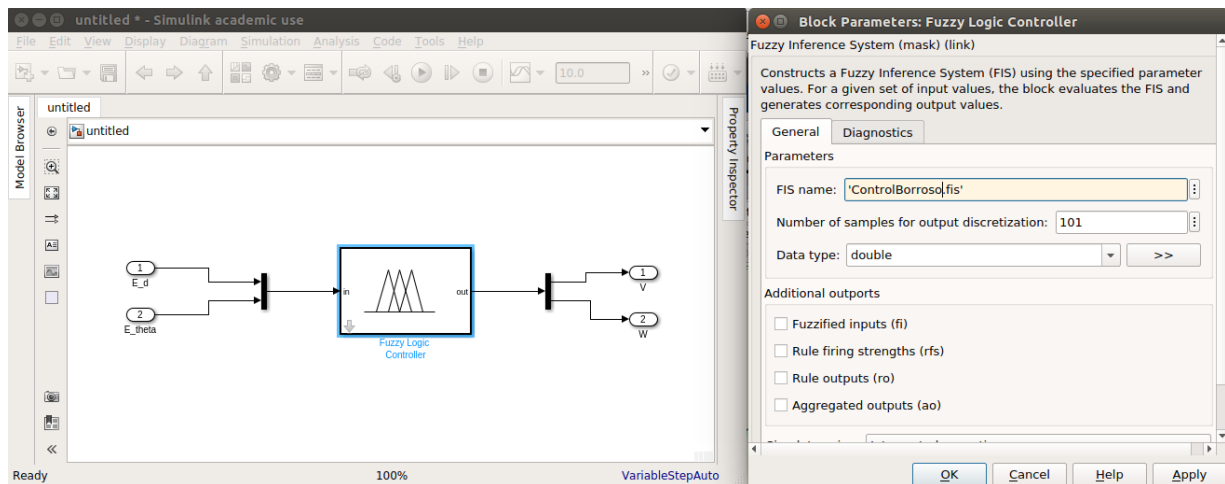 untitled * - Simulink academic use
File Edit View Display Diagram Simulation Analysis Code Tools Help
10.0
»
Model Browser
untitled
untitled
Property Inspector
1
E_d
2
E_theta
in
out
Fuzzy Logic
Controller
1
V
2
W
Ready
100%
VariableStepAuto
Block Parameters: Fuzzy Logic Controller
Fuzzy Inference System (mask) (link)
Constructs a Fuzzy Inference System (FIS) using the specified parameter
values. For a given set of input values, the block evaluates the FIS and
generates corresponding output values.
General Diagnostics
Parameters
FIS name: 'ControlBorroso.fis'
Number of samples for output discretization: 101
Data type: double >>
Additional outports
Fuzzified inputs (fi)
Rule firing strengths (rfs)
Rule outputs (ro)
Aggregated outputs (ao)
OK Cancel Help Apply